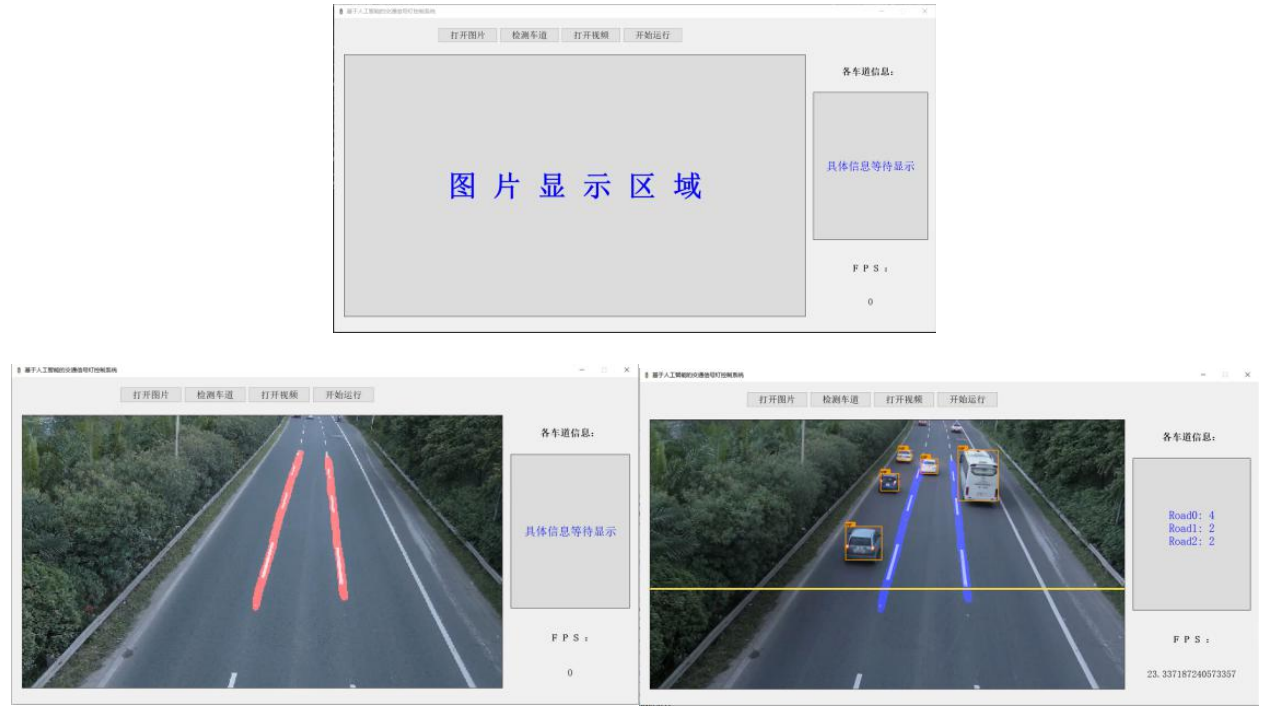 基于人工智能的交通信号灯控制系统
打开图片 检测车道 打开视频 开始运行
各车道信息:
图片显示区域
具体信息等待显示
FPS:
0
基于人工智能的交通信号灯控制系统
打开图片 检测车道 打开视频 开始运行
各车道信息:
具体信息等待显示
FPS:
0
基于人工智能的交通信号灯控制系统
打开图片 检测车道 打开视频 开始运行
各车道信息:
Road0: 4
Road1: 2
Road2: 2
FPS:
23.337187240573357